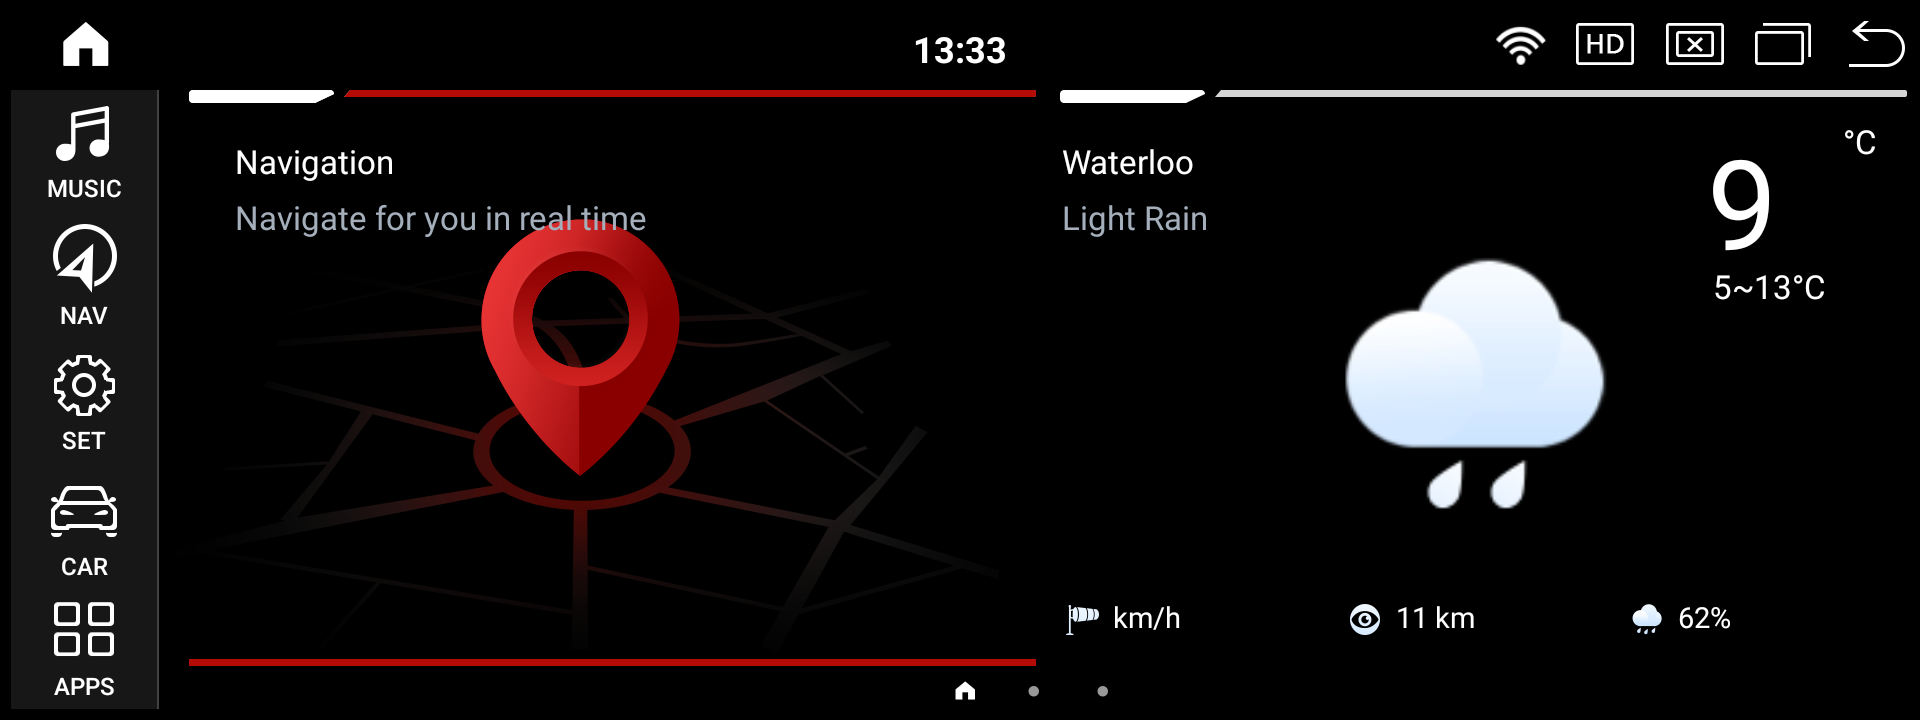 13:33
HD
MUSIC
NAV
SET
CAR
APPS
Navigation
Navigate for you in real time
Waterloo
Light Rain
°C
9
5~13°C
km/h
11 km
62%